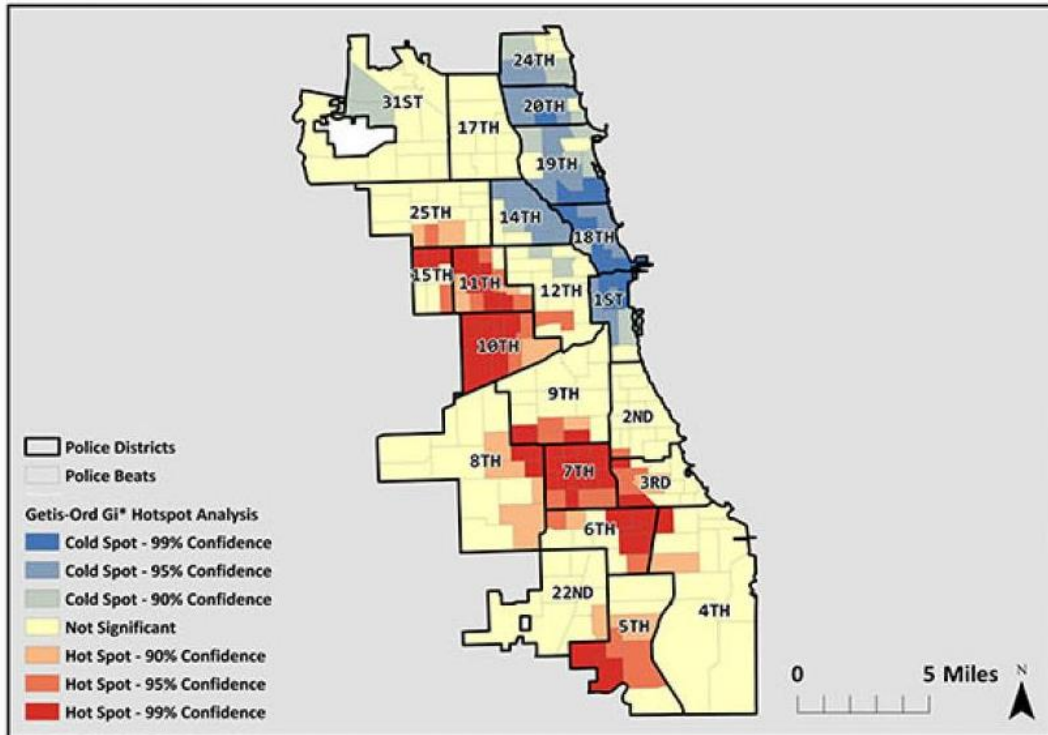 24TH
20TH
31ST
17TH
19TH
25TH
14TH
18TH
15TH
11TH
12TH
1ST
10TH
9TH
2ND
8TH
7TH
3RD
6TH
22ND
5TH
4TH
Police Districts
Police Beats
Getis-Ord Gi* Hotspot Analysis
Cold Spot - 99% Confidence
Cold Spot - 95% Confidence
Cold Spot - 90% Confidence
Not Significant
Hot Spot - 90% Confidence
Hot Spot - 95% Confidence
Hot Spot - 99% Confidence
0 5 Miles
N